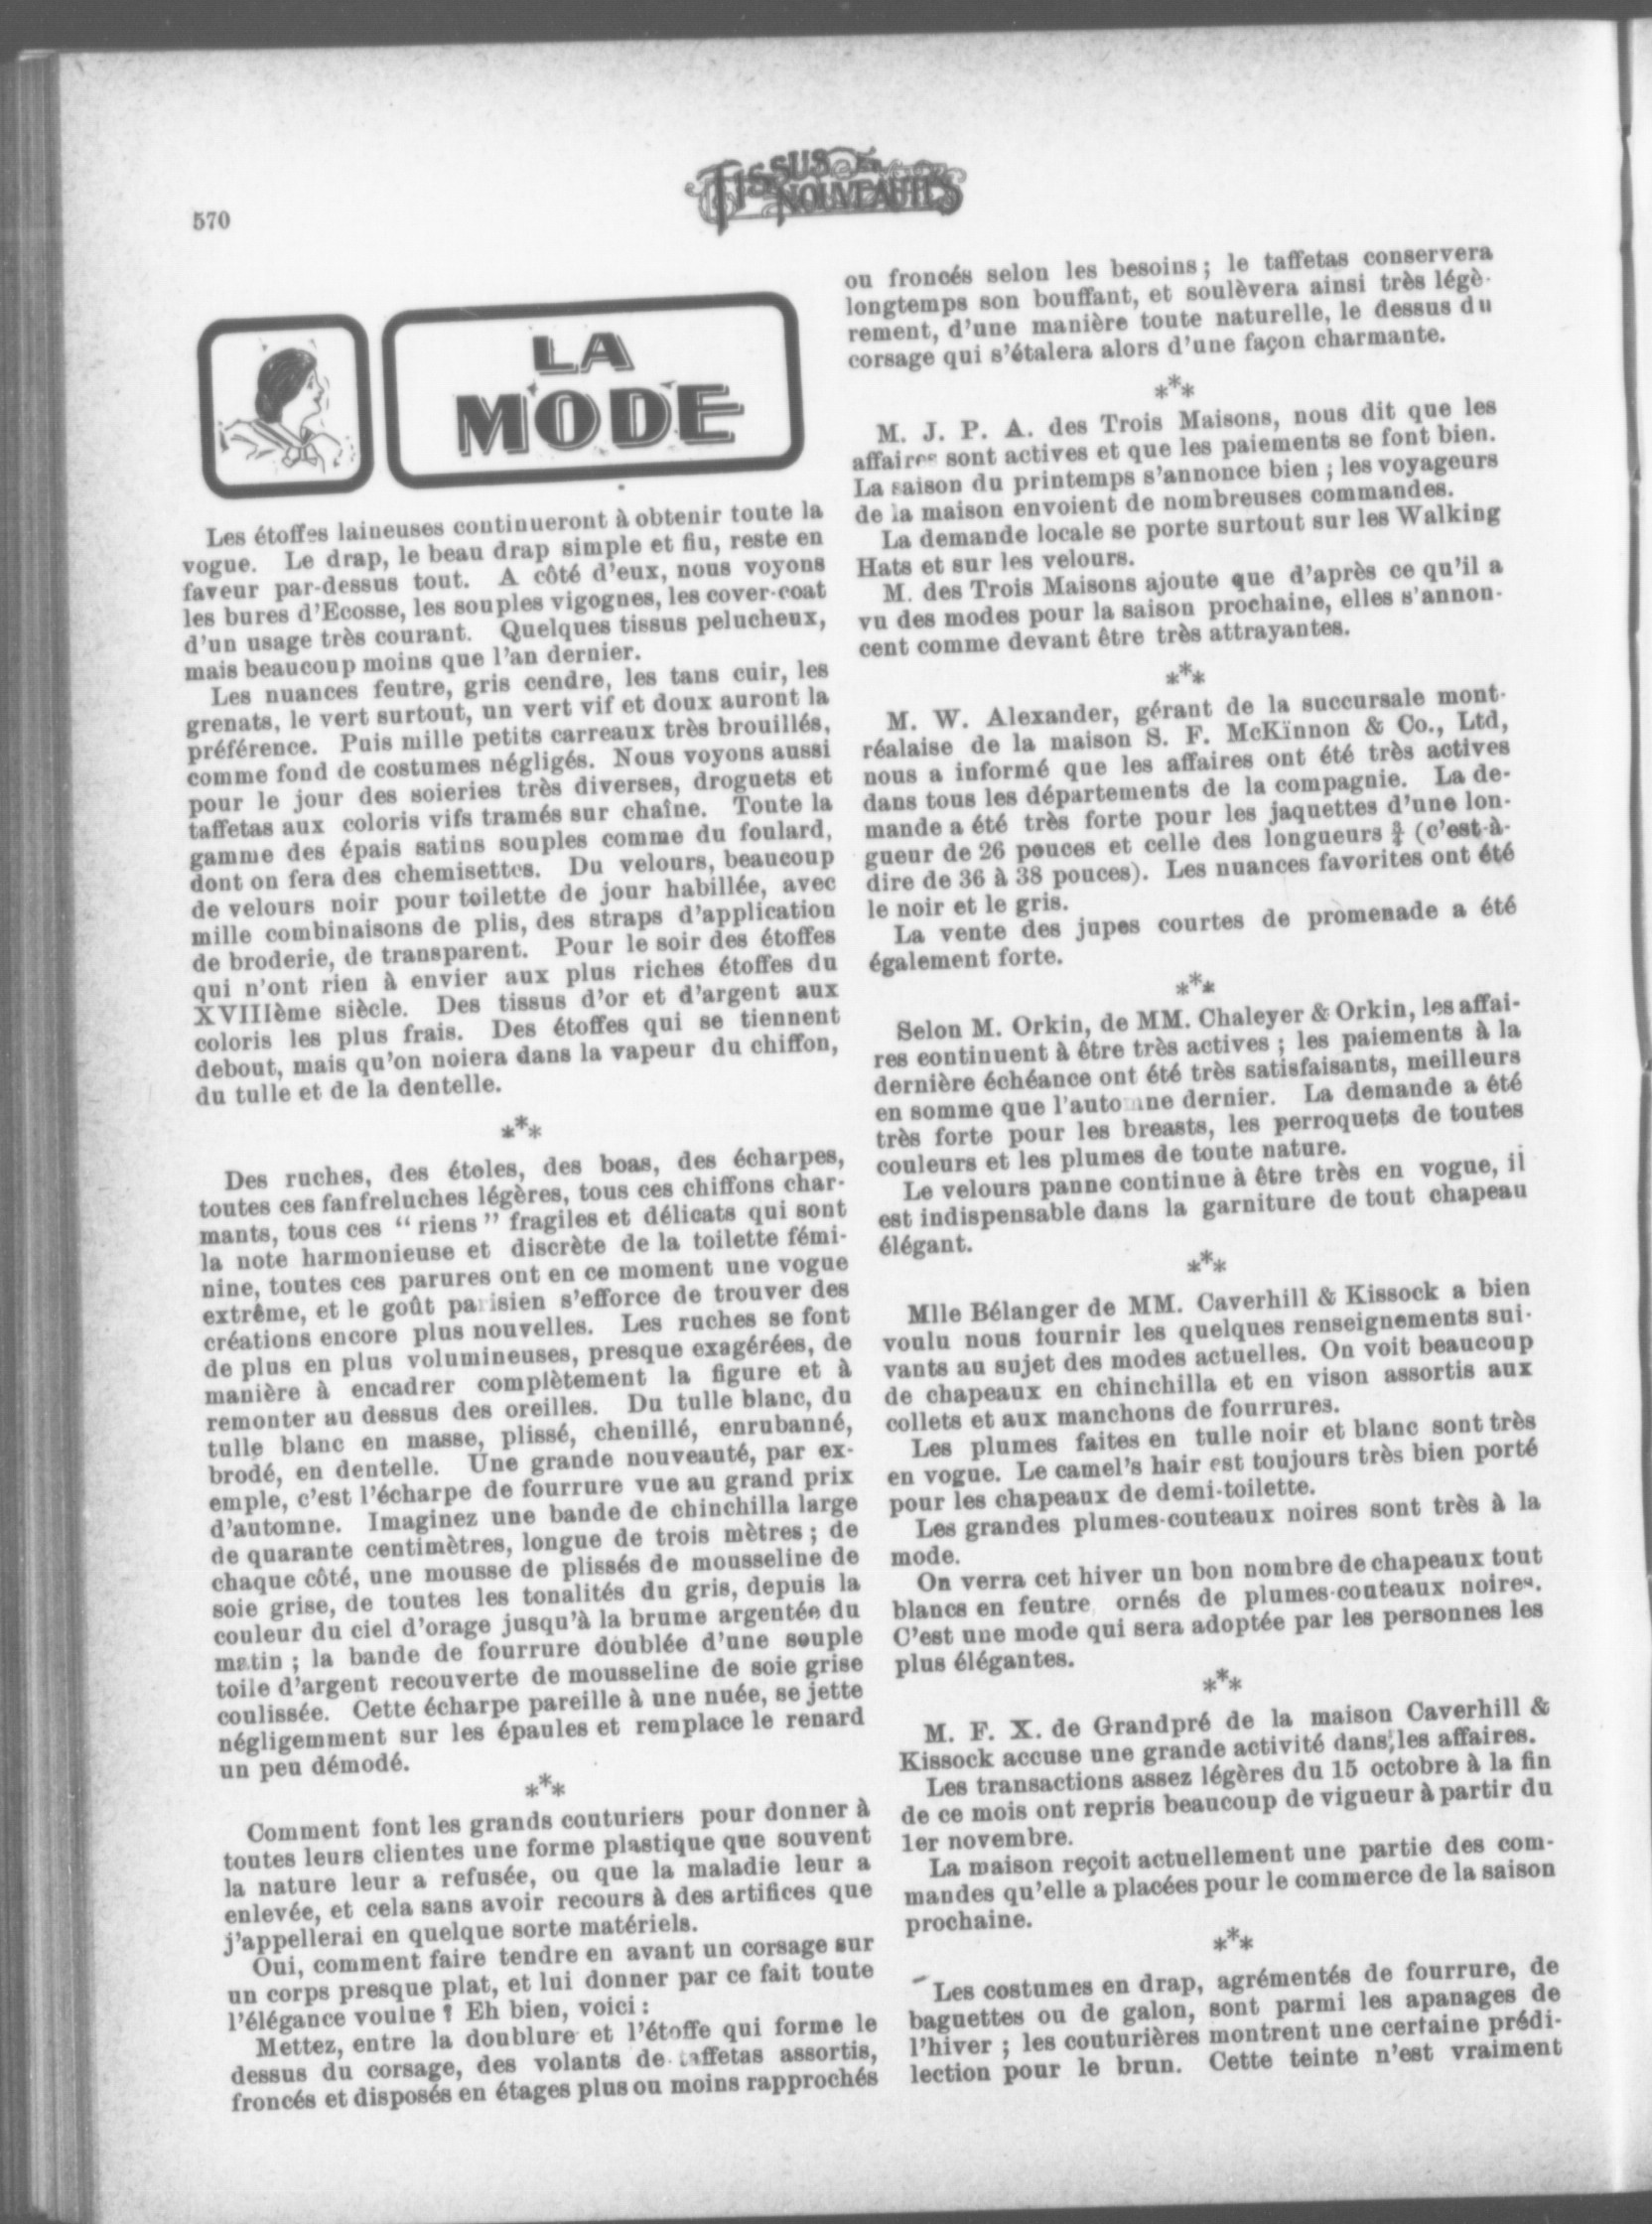 570
TISSUS ET
NOUVEAUTES
LA
MODE
Les étoffes laineuses continueront à obtenir toute la
vogue. Le drap, le beau drap simple et fin, reste en
faveur par-dessus tout. A côté d'eux, nous voyons
les bures d'Ecosse, les souples vigognes, les cover-coat
d'un usage très courant. Quelques tissus pelucheux,
mais beaucoup moins que l'an dernier.
Les nuances feutre, gris cendre, les tans cuir, les
grenats, le vert surtout, un vert vif et doux auront la
préférence. Puis mille petits carreaux très brouillés,
comme fond de costumes négligés. Nous voyons aussi
pour le jour des soieries très diverses, droguets et
taffetas aux coloris vifs tramés sur chaîne. Toute la
gamme des épais satins souples comme du foulard,
dont on fera des chemisettes. Du velours, beaucoup
de velours noir pour toilette de jour habillée, avec
mille combinaisons de plis, des straps d'application
de broderie, de transparent. Pour le soir des étoffes
qui n'ont rien à envier aux plus riches étoffes du
XVIIIème siècle. Des tissus d'or et d'argent aux
coloris les plus frais. Des étoffes qui se tiennent
debout, mais qu'on noiera dans la vapeur du chiffon,
du tulle et de la dentelle.
***
Des ruches, des étoles, des boas, des écharpes,
toutes ces fanfreluches légères, tous ces chiffons char-
mants, tous ces “ riens ” fragiles et délicats qui sont
la note harmonieuse et discrète de la toilette fémi-
nine, toutes ces parures ont en ce moment une vogue
extrême, et le goût parisien s'efforce de trouver des
créations encore plus nouvelles. Les ruches se font
de plus en plus volumineuses, presque exagérées, de
manière à encadrer complètement la figure et à
remonter au dessus des oreilles. Du tulle blanc, du
tulle blanc en masse, plissé, chenillé, enrubanné,
brodé, en dentelle. Une grande nouveauté, par ex-
emple, c'est l'écharpe de fourrure vue au grand prix
d'automne. Imaginez une bande de chinchilla large
de quarante centimètres, longue de trois mètres ; de
chaque côté, une mousse de plissés de mousseline de
soie grise, de toutes les tonalités du gris, depuis la
couleur du ciel d'orage jusqu'à la brume argentée du
matin ; la bande de fourrure doublée d'une souple
toile d'argent recouverte de mousseline de soie grise
coulissée. Cette écharpe pareille à une nuée, se jette
négligemment sur les épaules et remplace le renard
un peu démodé.
***
Comment font les grands couturiers pour donner à
toutes leurs clientes une forme plastique que souvent
la nature leur a refusée, ou que la maladie leur a
enlevée, et cela sans avoir recours à des artifices que
j'appellerai en quelque sorte matériels.
Oui, comment faire tendre en avant un corsage sur
un corps presque plat, et lui donner par ce fait toute
l'élégance voulue ? Eh bien, voici :
Mettez, entre la doublure et l'étoffe qui forme le
dessus du corsage, des volants de taffetas assortis,
froncés et disposés en étages plus ou moins rapprochés
ou froncés selon les besoins ; le taffetas conservera
longtemps son bouffant, et soulèvera ainsi très légè-
rement, d'une manière toute naturelle, le dessus du
corsage qui s'étalera alors d'une façon charmante.
***
M. J. P. A. des Trois Maisons, nous dit que les
affaires sont actives et que les paiements se font bien.
La saison du printemps s'annonce bien ; les voyageurs
de la maison envoient de nombreuses commandes.
La demande locale se porte surtout sur les Walking
Hats et sur les velours.
M. des Trois Maisons ajoute que d'après ce qu'il a
vu des modes pour la saison prochaine, elles s'annon-
cent comme devant être très attrayantes.
***
M. W. Alexander, gérant de la succursale mont-
réalaise de la maison S. F. McKïnnon & Co., Ltd,
nous a informé que les affaires ont été très actives
dans tous les départements de la compagnie. La de-
mande a été très forte pour les jaquettes d'une lon-
gueur de 26 pouces et celle des longueurs ¾ (c'est-à-
dire de 36 à 38 pouces). Les nuances favorites ont été
le noir et le gris.
La vente des jupes courtes de promenade a été
également forte.
***
Selon M. Orkin, de MM. Chaleyer & Orkin, les affai-
res continuent à être très actives ; les paiements à la
dernière échéance ont été très satisfaisants, meilleurs
en somme que l'automne dernier. La demande a été
très forte pour les breasts, les perroquets de toutes
couleurs et les plumes de toute nature.
Le velours panne continue à être très en vogue, il
est indispensable dans la garniture de tout chapeau
élégant.
***
Mlle Bélanger de MM. Caverhill & Kissock a bien
voulu nous fournir les quelques renseignements sui-
vants au sujet des modes actuelles. On voit beaucoup
de chapeaux en chinchilla et en vison assortis aux
collets et aux manchons de fourrures.
Les plumes faites en tulle noir et blanc sont très
en vogue. Le camel's hair est toujours très bien porté
pour les chapeaux de demi-toilette.
Les grandes plumes-couteaux noires sont très à la
mode.
On verra cet hiver un bon nombre de chapeaux tout
blancs en feutre ornés de plumes-couteaux noires.
C'est une mode qui sera adoptée par les personnes les
plus élégantes.
***
M. F. X. de Grandpré de la maison Caverhill &
Kissock accuse une grande activité dans les affaires.
Les transactions assez légères du 15 octobre à la fin
de ce mois ont repris beaucoup de vigueur à partir du
1er novembre.
La maison reçoit actuellement une partie des com-
mandes qu'elle a placées pour le commerce de la saison
prochaine.
***
Les costumes en drap, agrémentés de fourrure, de
baguettes ou de galon, sont parmi les apanages de
l'hiver ; les couturières montrent une certaine prédi-
lection pour le brun. Cette teinte n'est vraiment